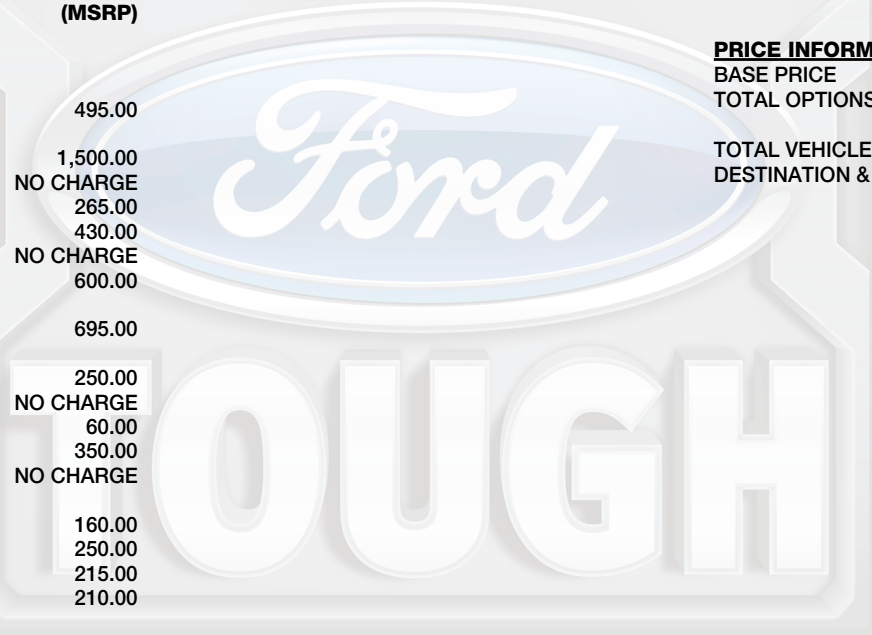 (MSRP)
495.00
1,500.00
NO CHARGE
265.00
430.00
NO CHARGE
600.00
695.00
250.00
NO CHARGE
60.00
350.00
NO CHARGE
160.00
250.00
215.00
210.00
PRICE INFORM
BASE PRICE
TOTAL OPTIONS
TOTAL VEHICLE
DESTINATION &
Ford
TOUGH